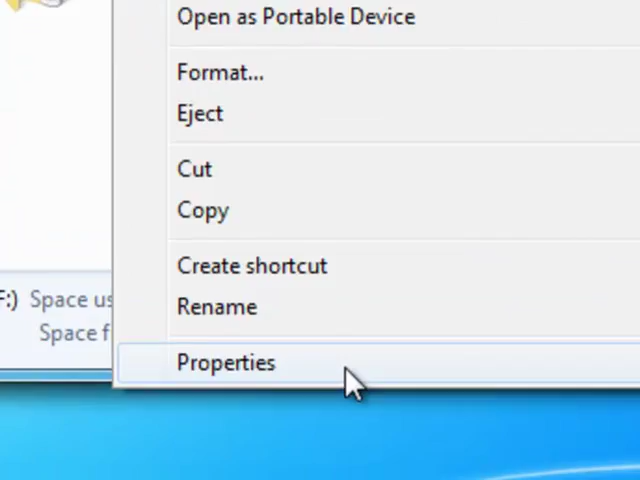 Open as Portable Device
Format...
Eject
Cut
Copy
Create shortcut
F:) Space us
Rename
Space f
Properties